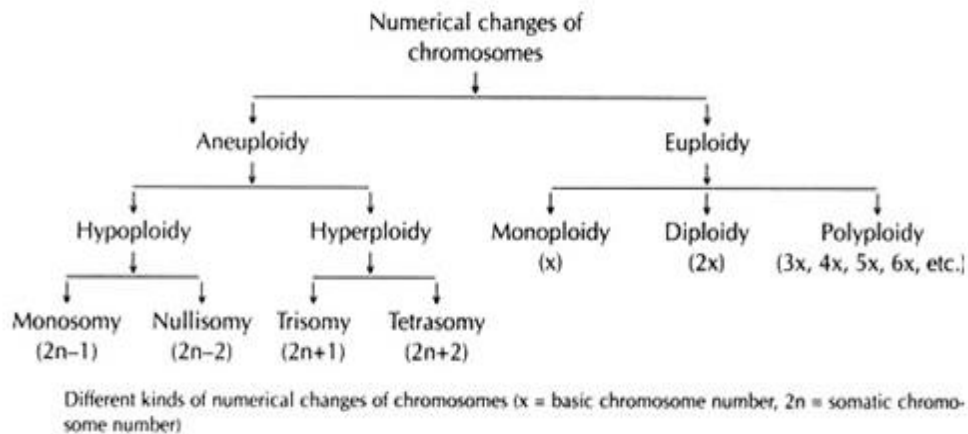 Numerical changes of
chromosomes
Aneuploidy Euploidy
Hypoploidy Hyperploidy Monoploidy Diploidy Polyploidy
(x) (2x) (3x, 4x, 5x, 6x, etc.)
Monosomy Nullisomy Trisomy Tetrasomy
(2n–1) (2n–2) (2n+1) (2n+2)
Different kinds of numerical changes of chromosomes (x = basic chromosome number, 2n = somatic chromo-
some number)